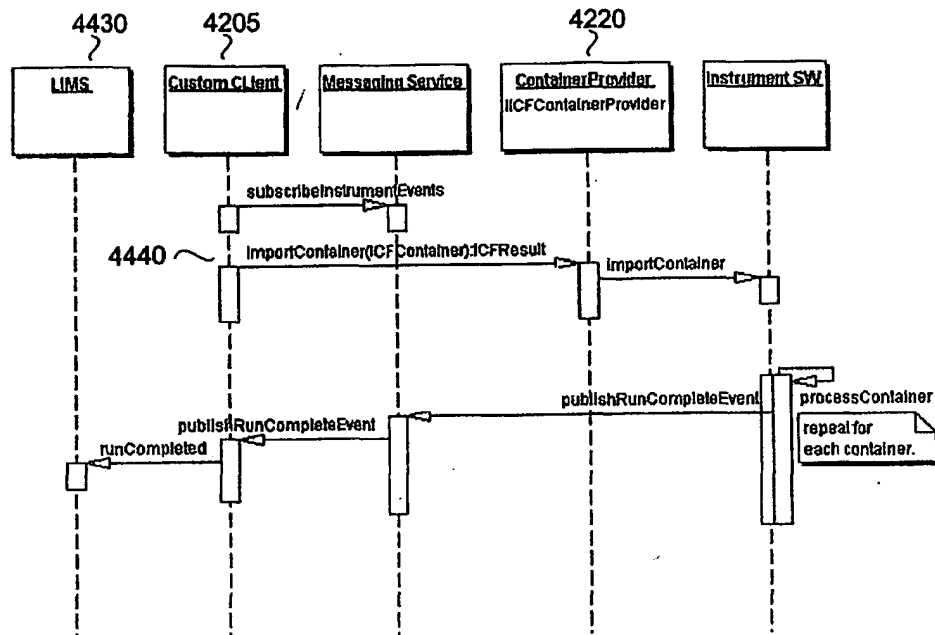 4430
4205
4220
LIMS
Custom CLient
Messaging Service
ContainerProvider
IICFContainerProvider
Instrument SW
subscribeInstrumentEvents
4440
importContainer(ICFContainer):ICFResult
importContainer
processContainer
publishRunCompleteEvent
publishRunCompleteEvent
runCompleted
repeat for
each container.